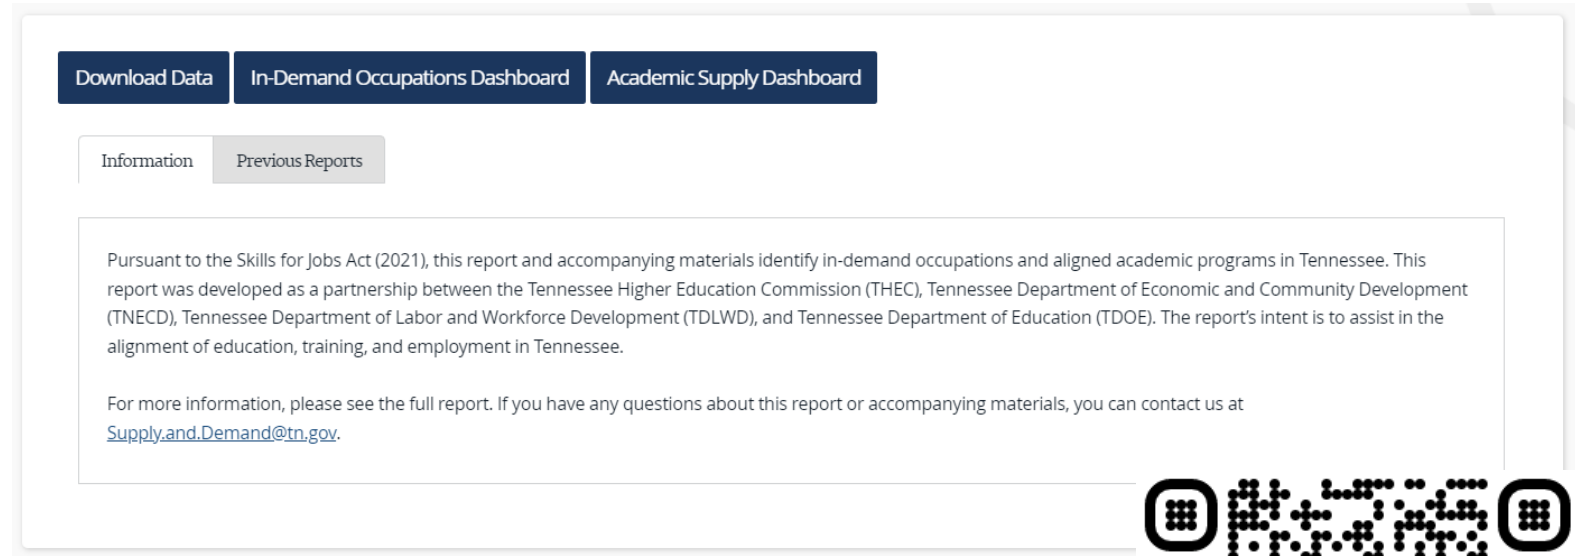 Download Data
In-Demand Occupations Dashboard
Academic Supply Dashboard
Information
Previous Reports
Pursuant to the Skills for Jobs Act (2021), this report and accompanying materials identify in-demand occupations and aligned academic programs in Tennessee. This
report was developed as a partnership between the Tennessee Higher Education Commission (THEC), Tennessee Department of Economic and Community Development
(TNECD), Tennessee Department of Labor and Workforce Development (TDLWD), and Tennessee Department of Education (TDOE). The report's intent is to assist in the
alignment of education, training, and employment in Tennessee.
For more information, please see the full report. If you have any questions about this report or accompanying materials, you can contact us at
Supply.and.Demand@tn.gov.